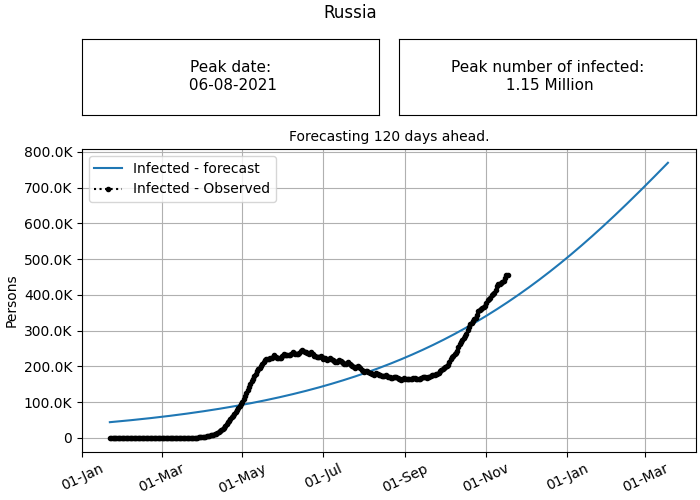 Russia
Peak date:
06-08-2021
Peak number of infected:
1.15 Million
Forecasting 120 days ahead.
800.0K
700.0K
600.0K
500.0K
400.0K
300.0K
200.0K
100.0K
0
Persons
Infected - forecast
Infected - Observed
01-Jan
01-Mar
01-May
01-Jul
01-Sep
01-Nov
01-Jan
01-Mar